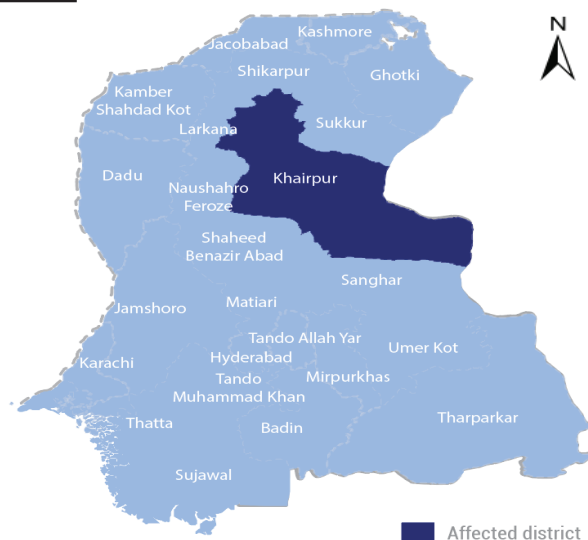 N
Kashmore
Jacobabad
Shikarpur
Ghotki
Kamber
Shahdad Kot
Larkana
Sukkur
Dadu
Khairpur
Naushahro
Feroze
Shaheed
Benazir Abad
Sanghar
Matiari
Jamshoro
Tando Allah Yar
Umer Kot
Hyderabad
Karachi
Tando
Muhammad Khan
Mirpurkhas
Tharparkar
Thatta
Badin
Sujawal
Affected district